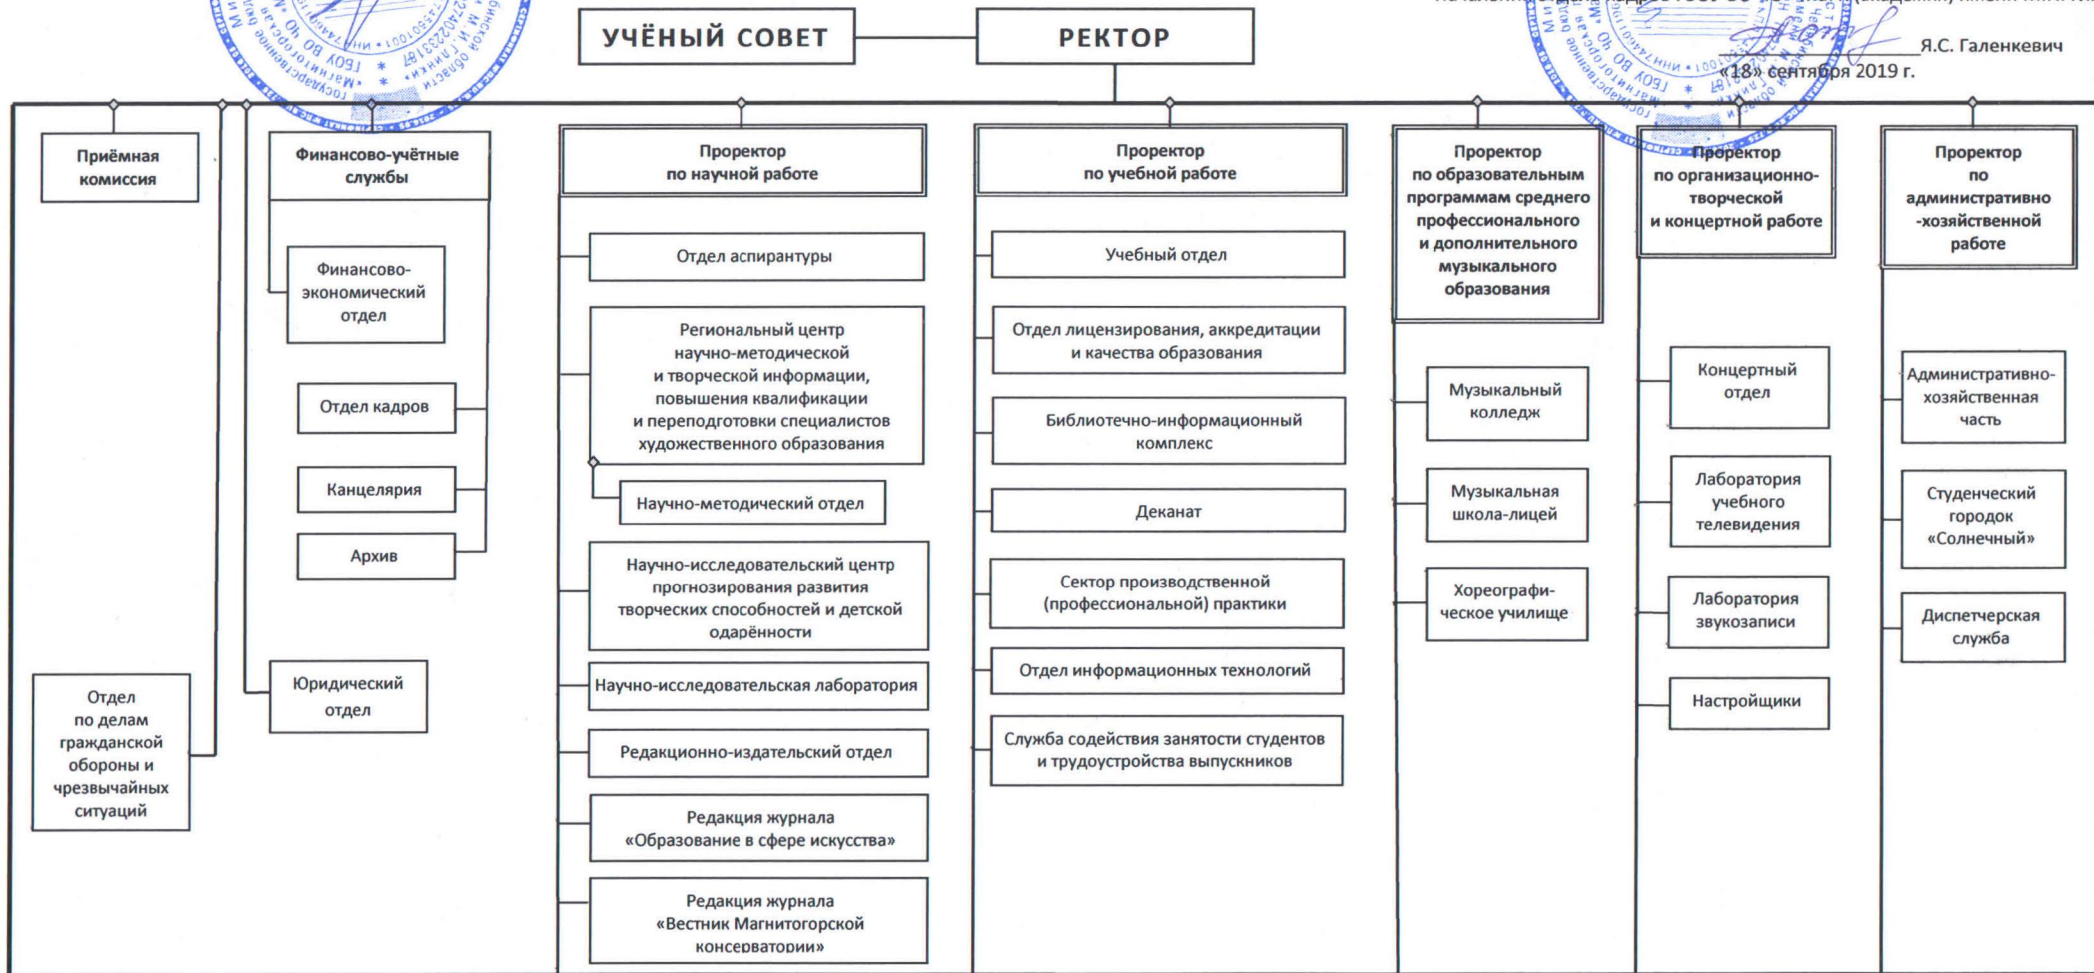 УЧЁНЫЙ СОВЕТ
РЕКТОР
Я.С. Галенкевич
«18» сентября 2019 г.
Приёмная
комиссия
Финансово-учётные
службы
Проректор
по научной работе
Проректор
по учебной работе
Проректор
по образовательным
программам среднего
профессионального
и дополнительного
музыкального
образования
Проректор
по организационно-
творческой
и концертной работе
Проректор
по
административно
-хозяйственной
работе
Финансово-
экономический
отдел
Отдел кадров
Канцелярия
Архив
Юридический
отдел
Отдел
по делам
гражданской
обороны и
чрезвычайных
ситуаций
Отдел аспирантуры
Региональный центр
научно-методической
и творческой информации,
повышения квалификации
и переподготовки специалистов
художественного образования
Научно-методический отдел
Научно-исследовательский центр
прогнозирования развития
творческих способностей и детской
одарённости
Научно-исследовательская лаборатория
Редакционно-издательский отдел
Редакция журнала
«Образование в сфере искусства»
Редакция журнала
«Вестник Магнитогорской
консерватории»
Учебный отдел
Отдел лицензирования, аккредитации
и качества образования
Библиотечно-информационный
комплекс
Деканат
Сектор производственной
(профессиональной) практики
Отдел информационных технологий
Служба содействия занятости студентов
и трудоустройства выпускников
Музыкальный
колледж
Музыкальная
школа-лицей
Хореографи-
ческое училище
Концертный
отдел
Лаборатория
учебного
телевидения
Лаборатория
звукозаписи
Настройщики
Административно-
хозяйственная
часть
Студенческий
городок
«Солнечный»
Диспетчерская
служба